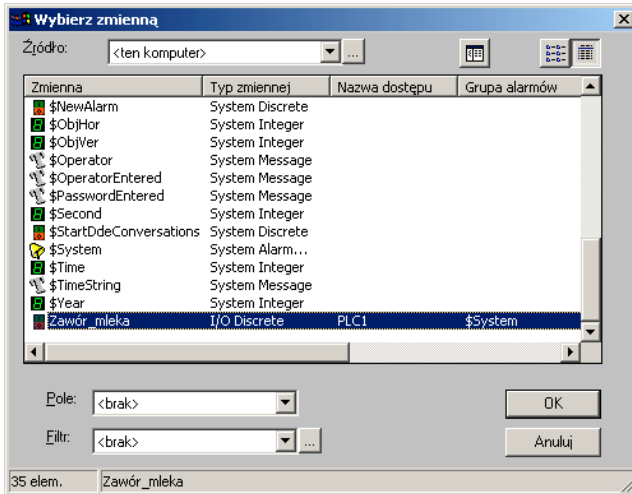 Wybierz zmienną
Źródło: <ten komputer> ...
Zmienna Typ zmiennej Nazwa dostępu Grupa alarmów
$NewAlarm System Discrete
$ObjHor System Integer
$ObjVer System Integer
$Operator System Message
$OperatorEntered System Message
$PasswordEntered System Message
$Second System Integer
$StartDdeConversations System Discrete
$System System Alarm...
$Time System Integer
$TimeString System Message
$Year System Integer
Zawór_mleka I/O Discrete PLC1 $System
Pole: <brak> OK
Filtr: <brak> ... Anuluj
35 elem. Zawór_mleka